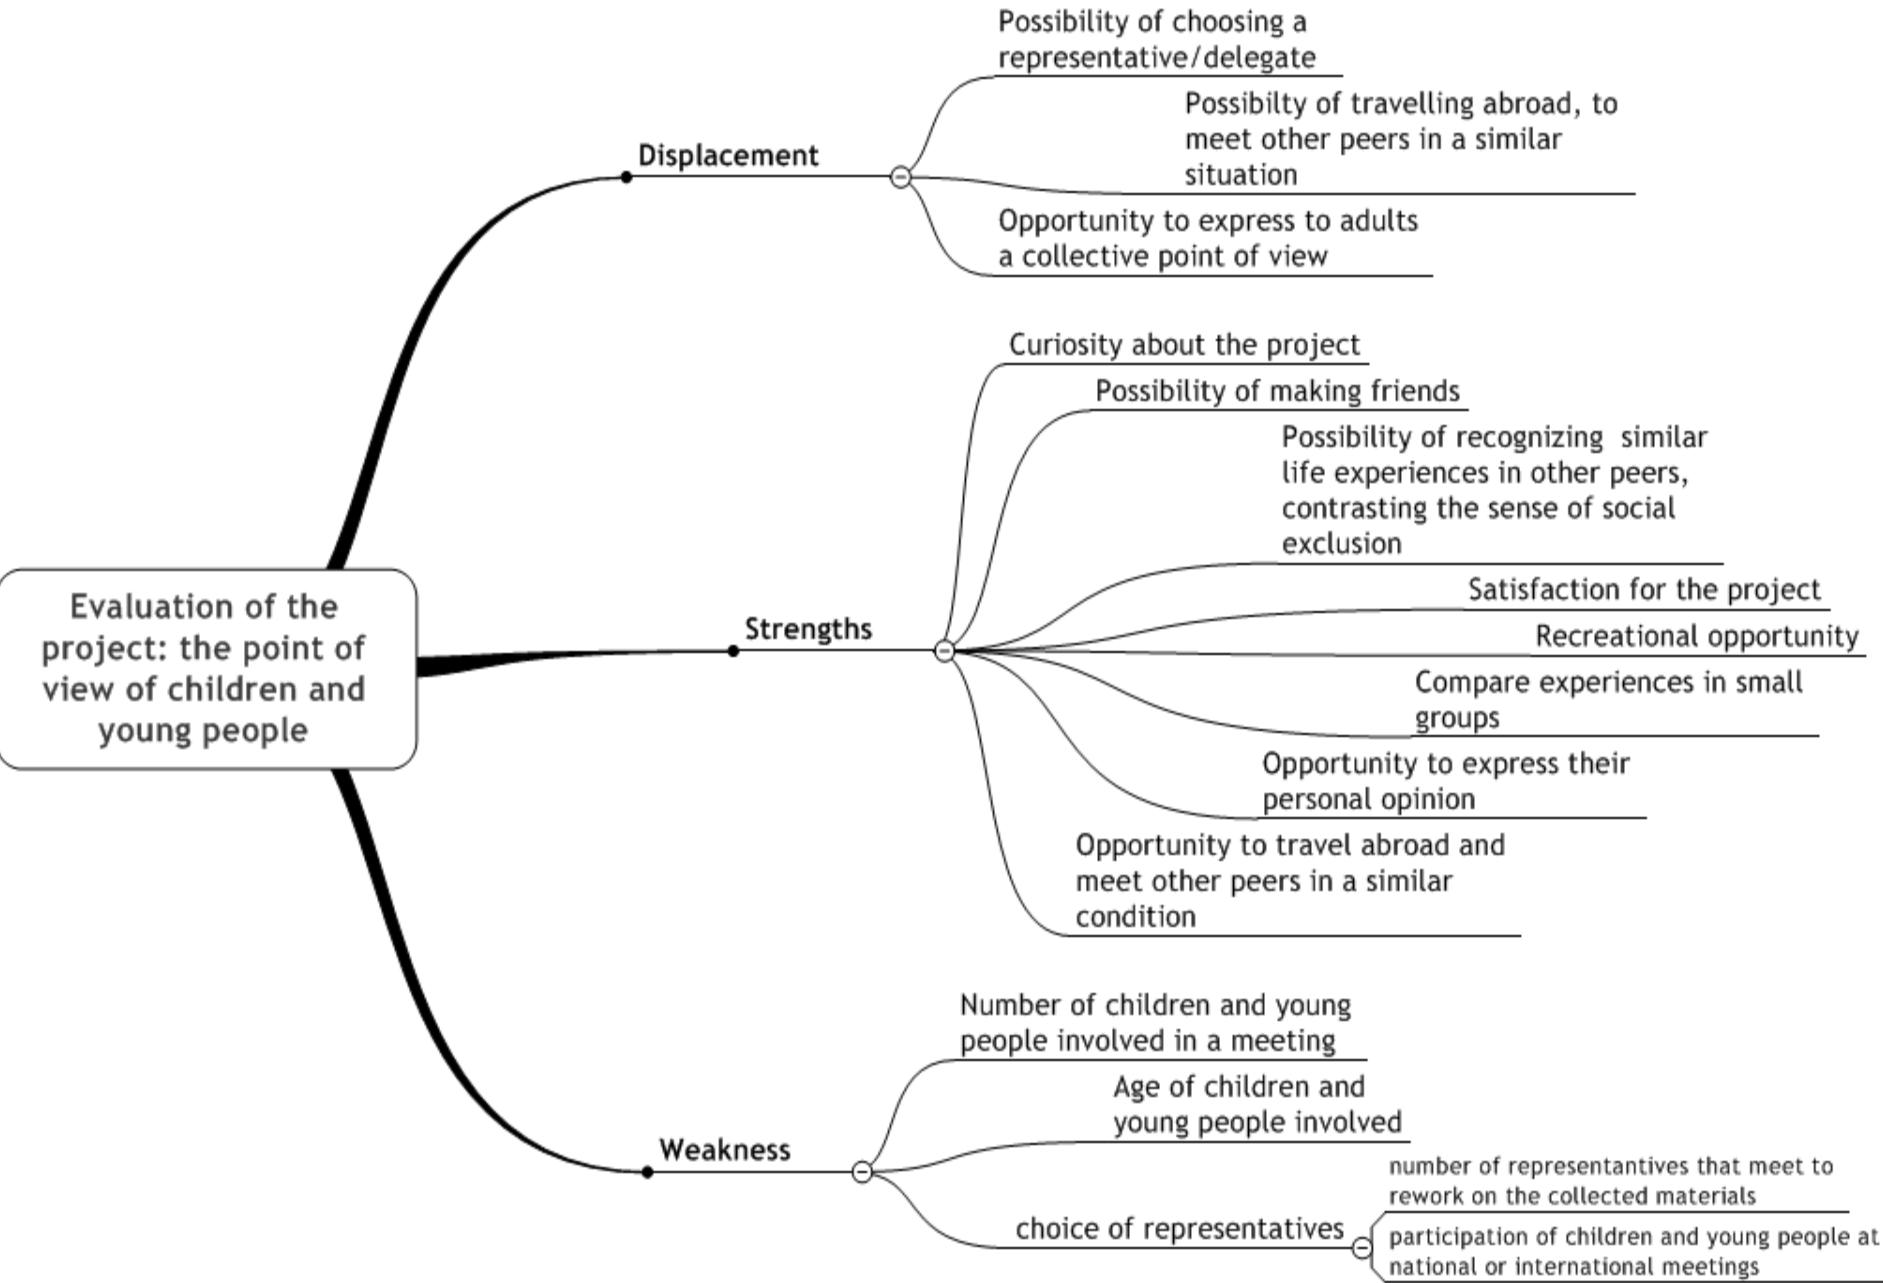 Possibility of choosing a
representative/delegate
Possibilty of travelling abroad, to
meet other peers in a similar
situation
Displacement
Opportunity to express to adults
a collective point of view
Curiosity about the project
Possibility of making friends
Possibility of recognizing  similar
life experiences in other peers,
contrasting the sense of social
exclusion
Satisfaction for the project
Strengths
Recreational opportunity
Compare experiences in small
groups
Opportunity to express their
personal opinion
Opportunity to travel abroad and
meet other peers in a similar
condition
Evaluation of the
project: the point of
view of children and
young people
Number of children and young
people involved in a meeting
Age of children and
young people involved
Weakness
choice of representatives
number of representantives that meet to
rework on the collected materials
participation of children and young people at
national or international meetings